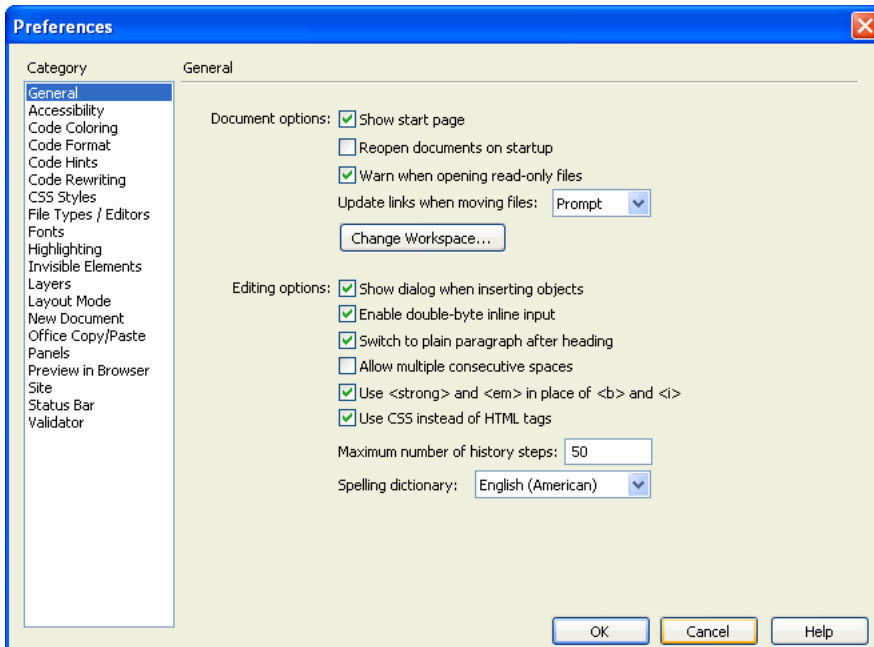 Preferences
Category
General
Accessibility
Code Coloring
Code Format
Code Hints
Code Rewriting
CSS Styles
File Types / Editors
Fonts
Highlighting
Invisible Elements
Layers
Layout Mode
New Document
Office Copy/Paste
Panels
Preview in Browser
Site
Status Bar
Validator
General
Document options: Show start page
Reopen documents on startup
Warn when opening read-only files
Update links when moving files: Prompt
Change Workspace...
Editing options: Show dialog when inserting objects
Enable double-byte inline input
Switch to plain paragraph after heading
Allow multiple consecutive spaces
Use <strong> and <em> in place of <b> and <i>
Use CSS instead of HTML tags
Maximum number of history steps: 50
Spelling dictionary: English (American)
OK Cancel Help